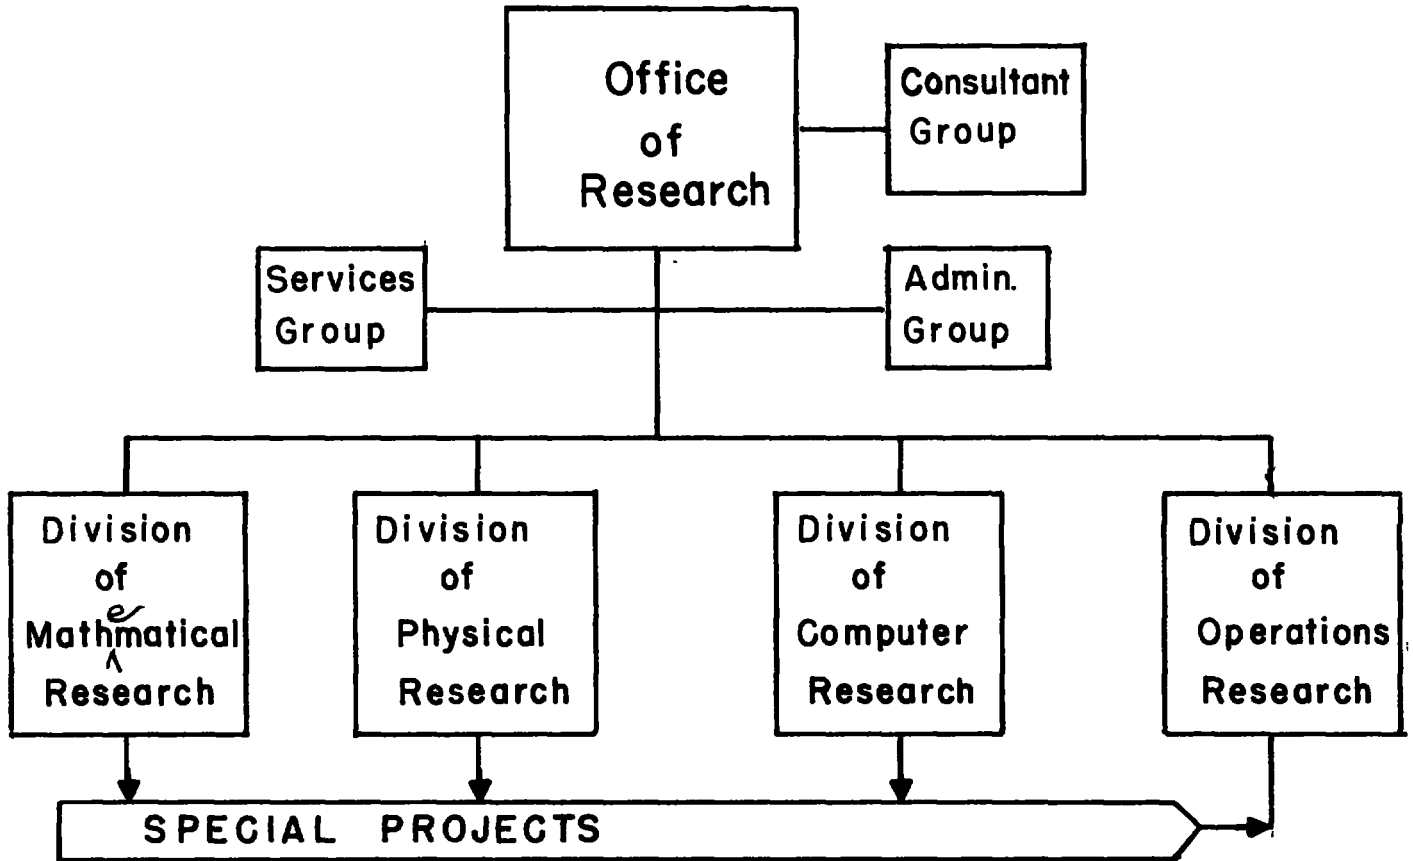 Office
of
Research
Consultant
Group
Services
Group
Admin.
Group
Division
of
Mathematical
Research
Division
of
Physical
Research
Division
of
Computer
Research
Division
of
Operations
Research
SPECIAL PROJECTS